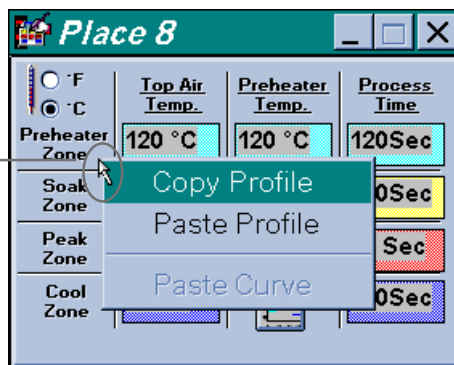 Place 8
°F
°C
Top Air
Temp.
Preheater
Temp.
Process
Time
Preheater
Zone
120 °C
120 °C
120Sec
Copy Profile
Paste Profile
Paste Curve
Soak
Zone
0Sec
Peak
Zone
Sec
Cool
Zone
0Sec